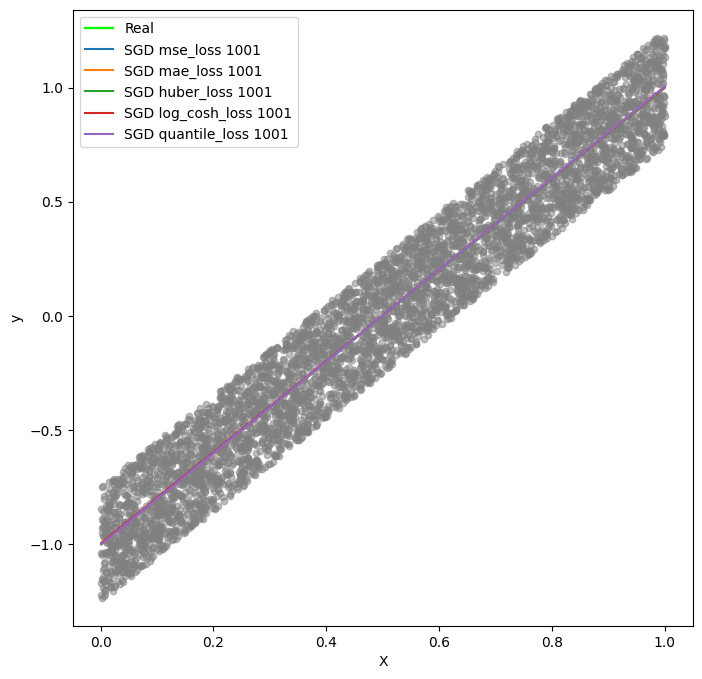 Real
SGD mse_loss 1001
SGD mae_loss 1001
SGD huber_loss 1001
SGD log_cosh_loss 1001
SGD quantile_loss 1001
1.0
0.5
0.0
−0.5
−1.0
y
0.0 0.2 0.4 0.6 0.8 1.0
X